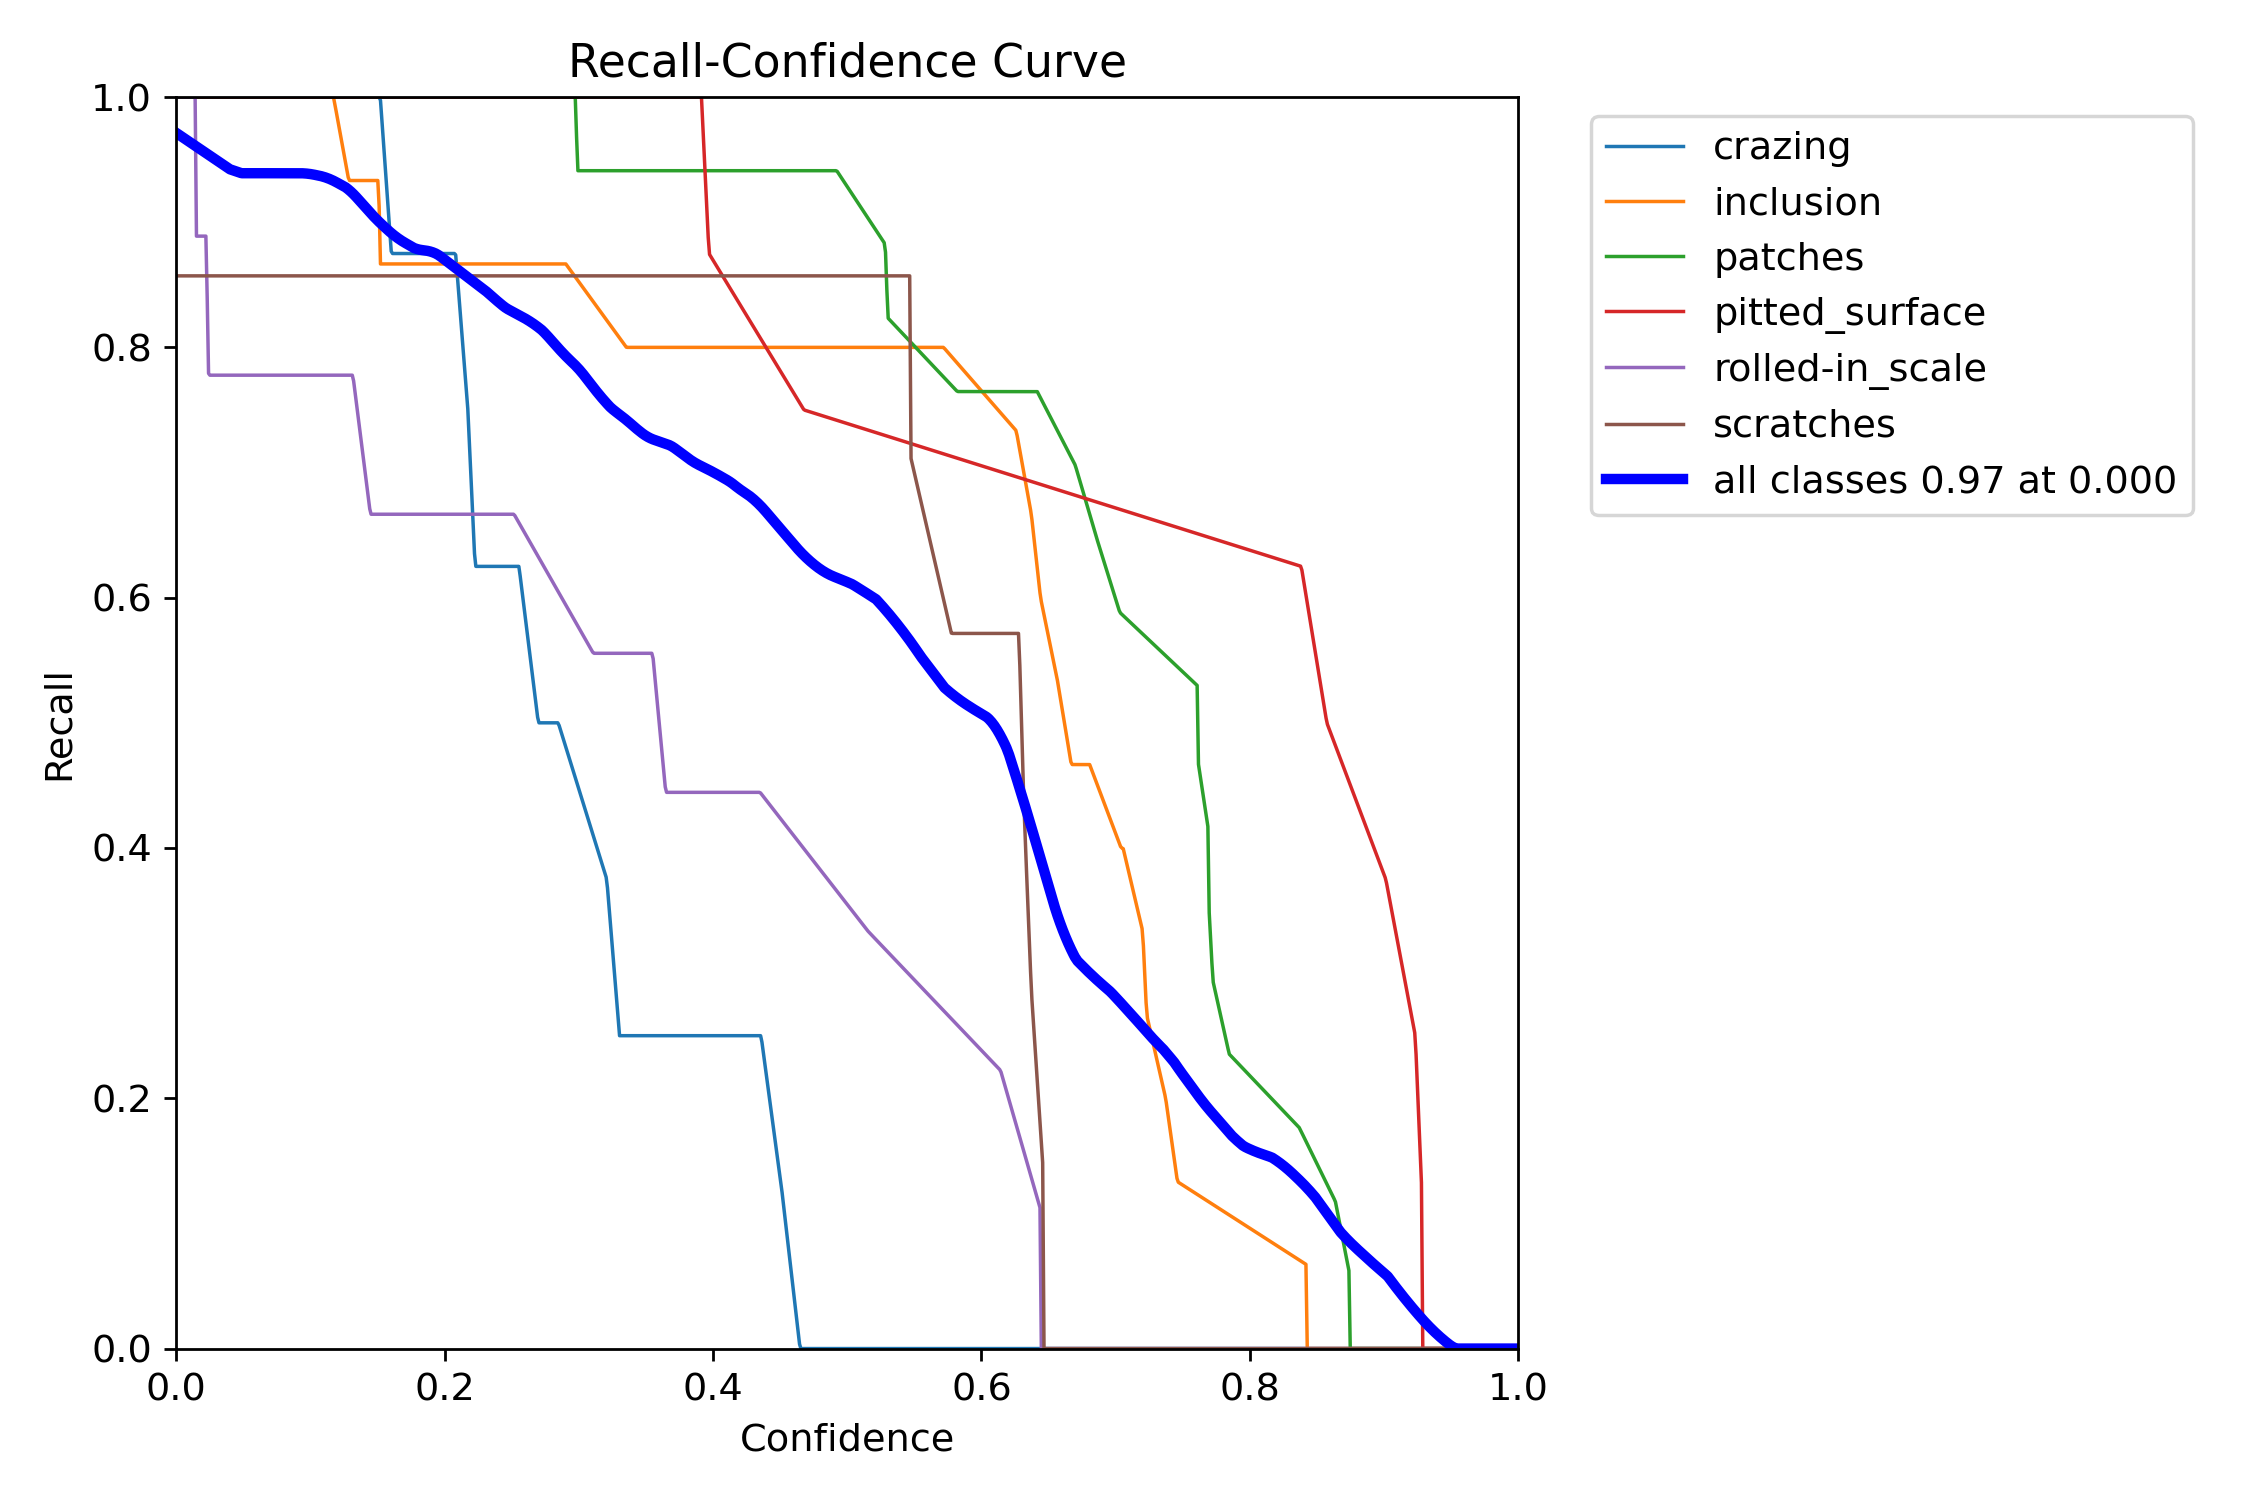 Recall-Confidence Curve
1.0
0.8
0.6
0.4
0.2
0.0
Recall
0.0 0.2 0.4 0.6 0.8 1.0
Confidence
crazing
inclusion
patches
pitted_surface
rolled-in_scale
scratches
all classes 0.97 at 0.000